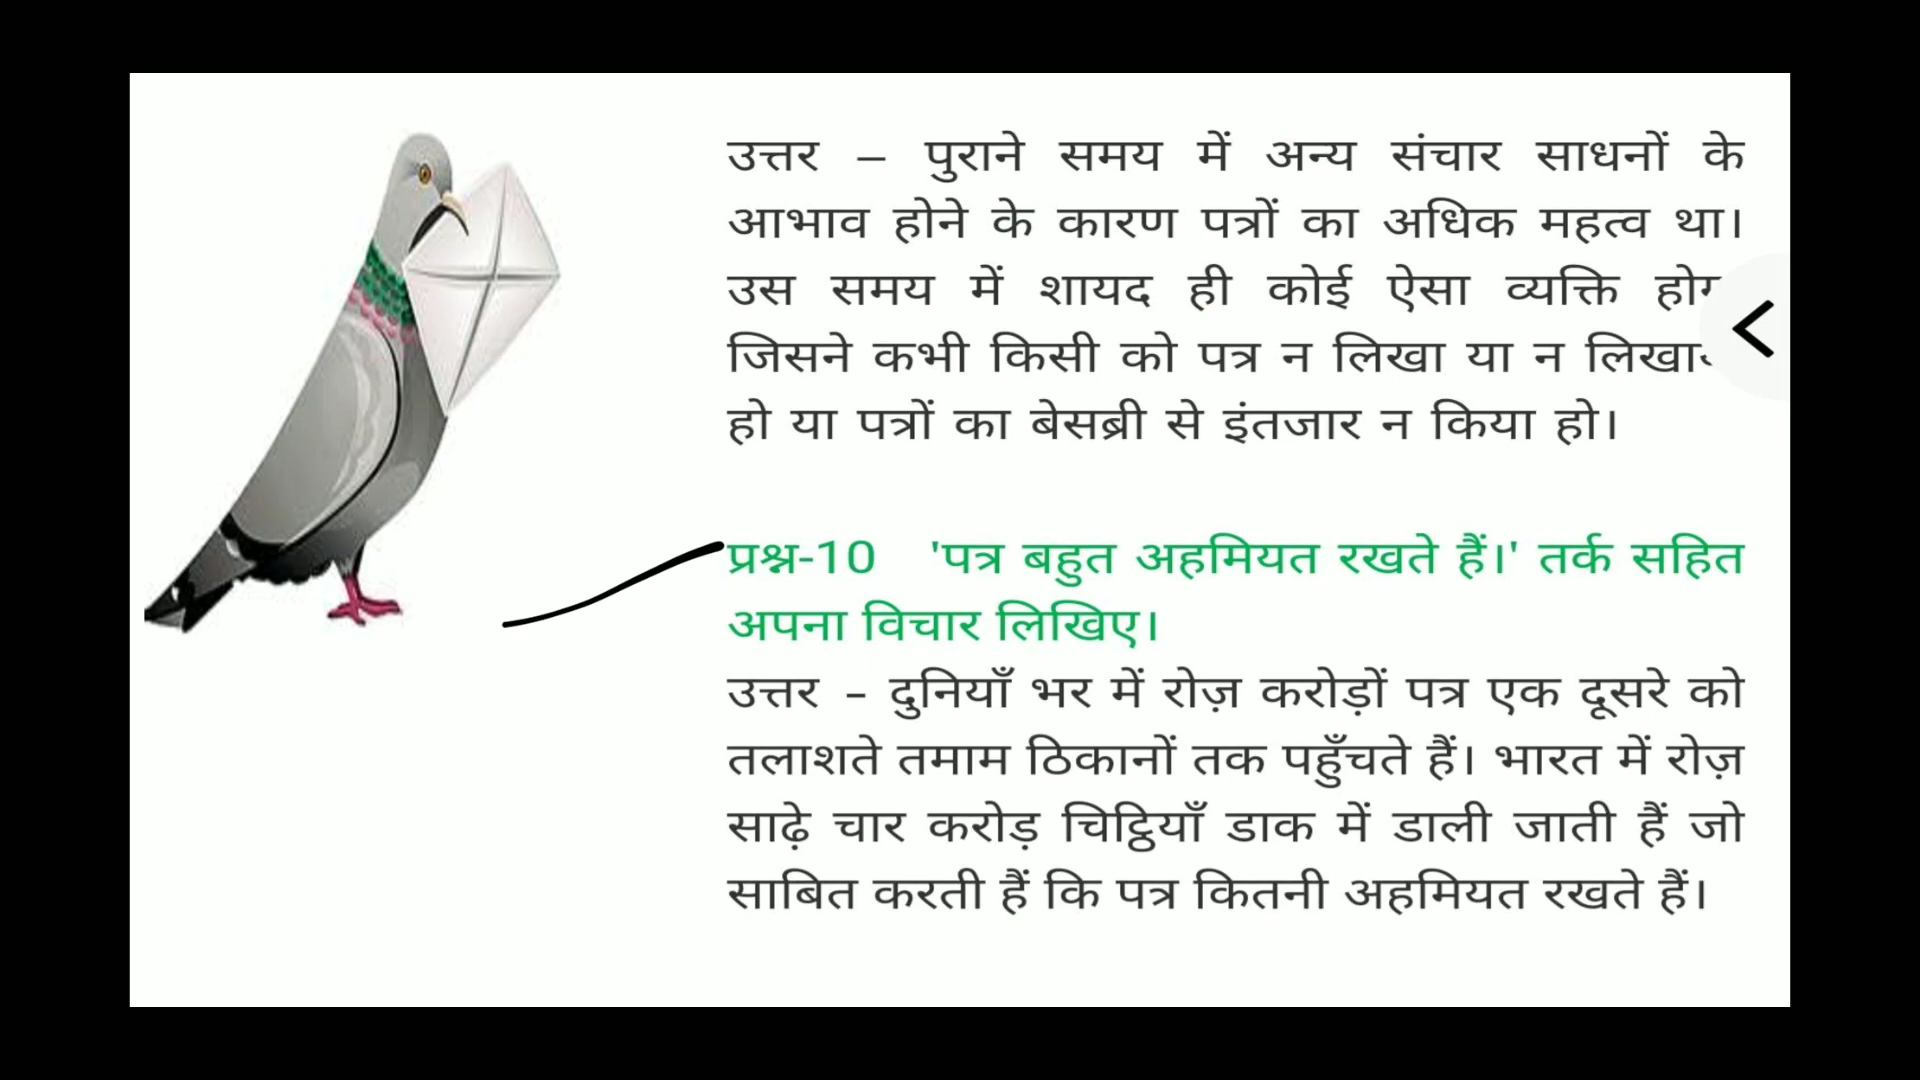 उत्तर – पुराने समय में अन्य संचार साधनों के
आभाव होने के कारण पत्रों का अधिक महत्व था।
उस समय में शायद ही कोई ऐसा व्यक्ति
जिसने कभी किसी को पत्र न लिखा या न
हो या पत्रों का बेसब्री से इंतजार न किया हो।
प्रश्न-10 'पत्र बहुत अहमियत रखते हैं।' तर्क सहित
अपना विचार लिखिए।
उत्तर - दुनियाँ भर में रोज़ करोड़ों पत्र एक दूसरे को
तलाशते तमाम ठिकानों तक पहुँचते हैं। भारत में रोज़
साढ़े चार करोड़ चिट्ठियाँ डाक में डाली जाती हैं जो
साबित करती हैं कि पत्र कितनी अहमियत रखते हैं।